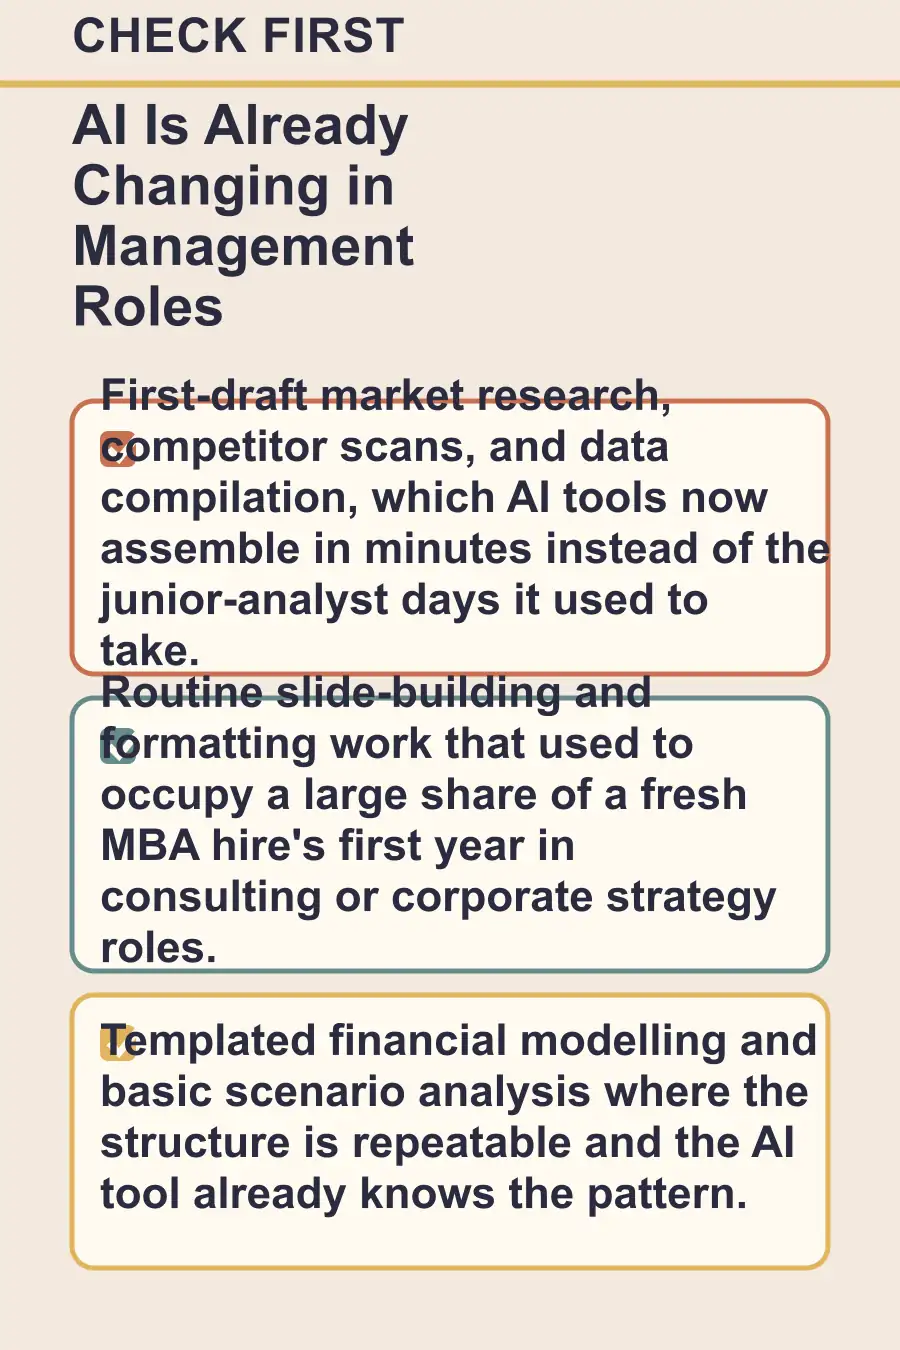 CHECK FIRST
AI Is Already
Changing in
Management
Roles
First-draft market research,
competitor scans, and data
compilation, which AI tools now
assemble in minutes instead of the
junior-analyst days it used to
take.
Routine slide-building and
formatting work that used to
occupy a large share of a fresh
MBA hire's first year in
consulting or corporate strategy
roles.
Templated financial modelling and
basic scenario analysis where the
structure is repeatable and the AI
tool already knows the pattern.